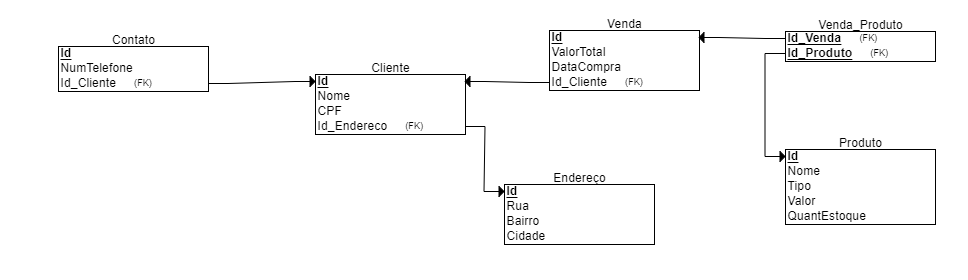 Contato
Id
NumTelefone
Id_Cliente (FK)
Cliente
Id
Nome
CPF
Id_Endereco (FK)
Venda
Id
ValorTotal
DataCompra
Id_Cliente (FK)
Venda_Produto
Id_Venda (FK)
Id_Produto (FK)
Endereço
Id
Rua
Bairro
Cidade
Produto
Id
Nome
Tipo
Valor
QuantEstoque